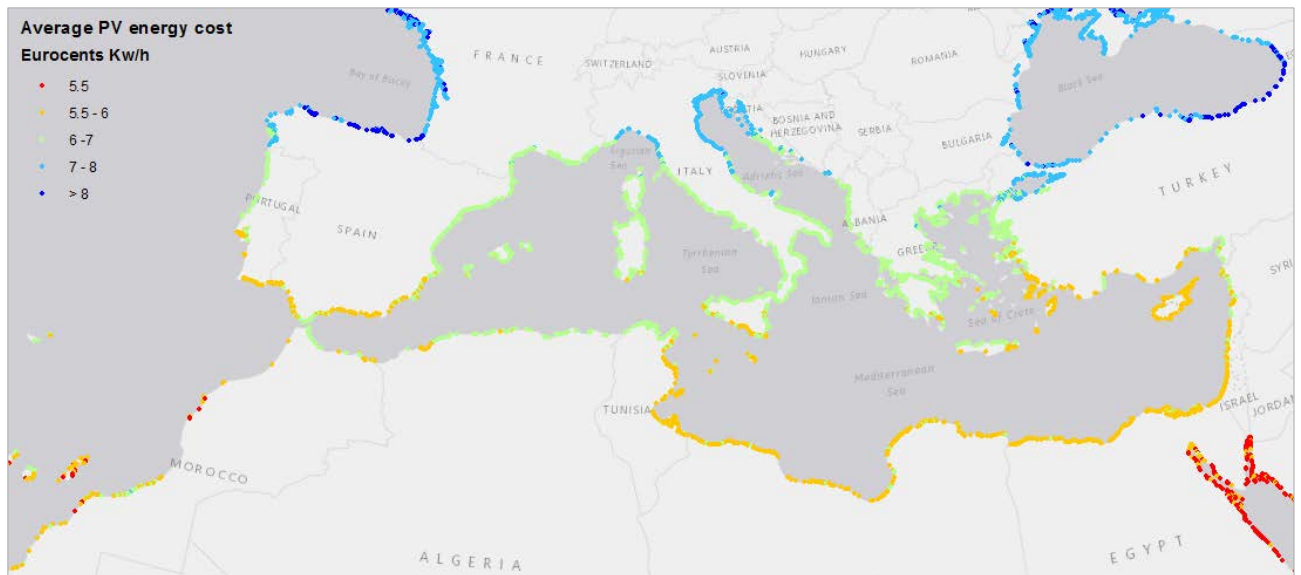 Average PV energy cost
Eurocents Kw/h
5.5
5.5 - 6
6 -7
7 - 8
> 8
FRANCE
SWITZERLAND
AUSTRIA
HUNGARY
SLOVENIA
ROMANIA
Bay of Biscay
Black Sea
BOSNIA AND
HERZEGOVINA
SERBIA
BULGARIA
ITALY
Adriatic Sea
Sea
PORTUGAL
SPAIN
ALBANIA
TURKEY
Tyrrhenian
Sea
GREECE
Ionian Sea
Sea of Crete
Mediterranean
Sea
TUNISIA
ISRAEL
JORDAN
MOROCCO
ALGERIA
EGYPT